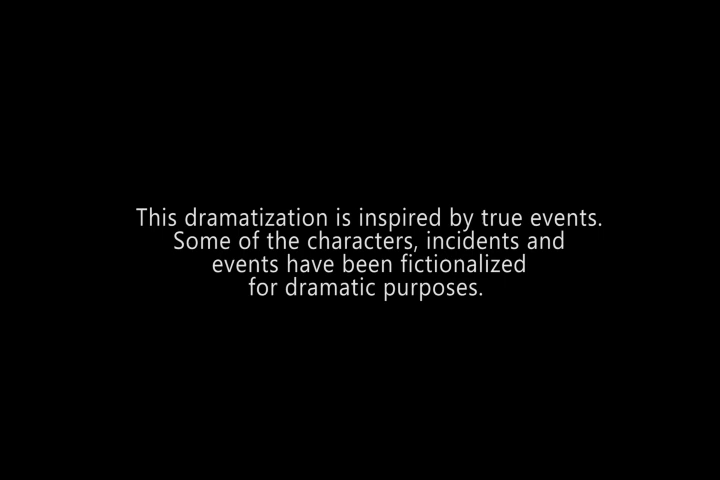 This dramatization is inspired by true events.
Some of the characters, incidents and
events have been fictionalized
for dramatic purposes.